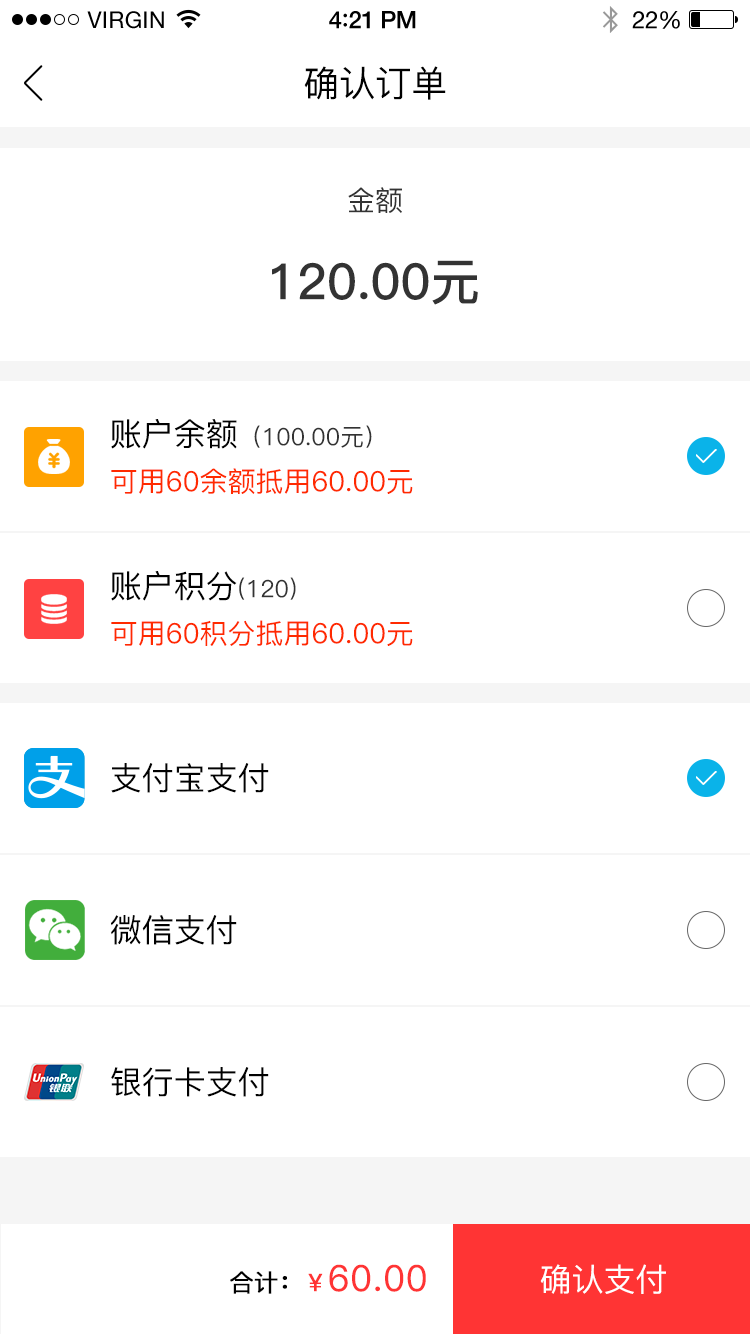 VIRGIN 4:21 PM 22%
确认订单
金额
120.00元
账户余额（100.00元）
可用60余额抵用60.00元
账户积分(120)
可用60积分抵用60.00元
支 支付宝支付
微信支付
UnionPay
银联
银行卡支付
合计：¥60.00 确认支付